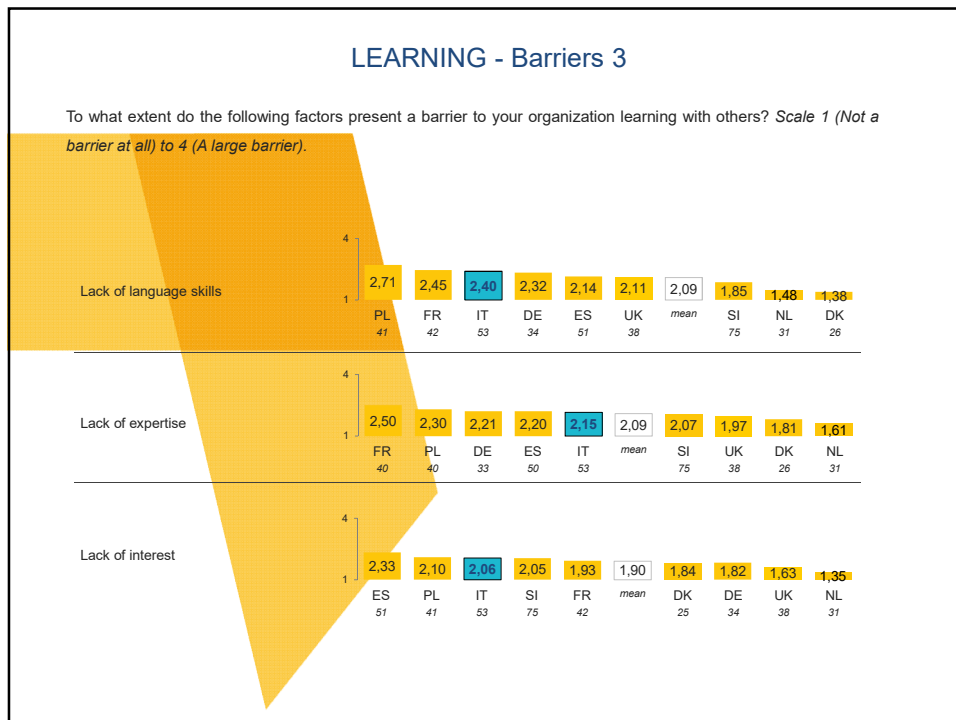 LEARNING - Barriers 3
To what extent do the following factors present a barrier to your organization learning with others? Scale 1 (Not a
barrier at all) to 4 (A large barrier).
4
Lack of language skills
2,71 2,45 2,40 2,32 2,14 2,11 2,09 1,85 1,48 1,38
1
PL FR IT DE ES UK mean SI NL DK
41 42 53 34 51 38 75 31 26
4
Lack of expertise
2,50 2,30 2,21 2,20 2,15 2,09 2,07 1,97 1,81 1,61
1
FR PL DE ES IT mean SI UK DK NL
40 40 33 50 53 75 38 26 31
4
Lack of interest
2,33 2,10 2,06 2,05 1,93 1,90 1,84 1,82 1,63 1,35
1
ES PL IT SI FR mean DK DE UK NL
51 41 53 75 42 25 34 38 31